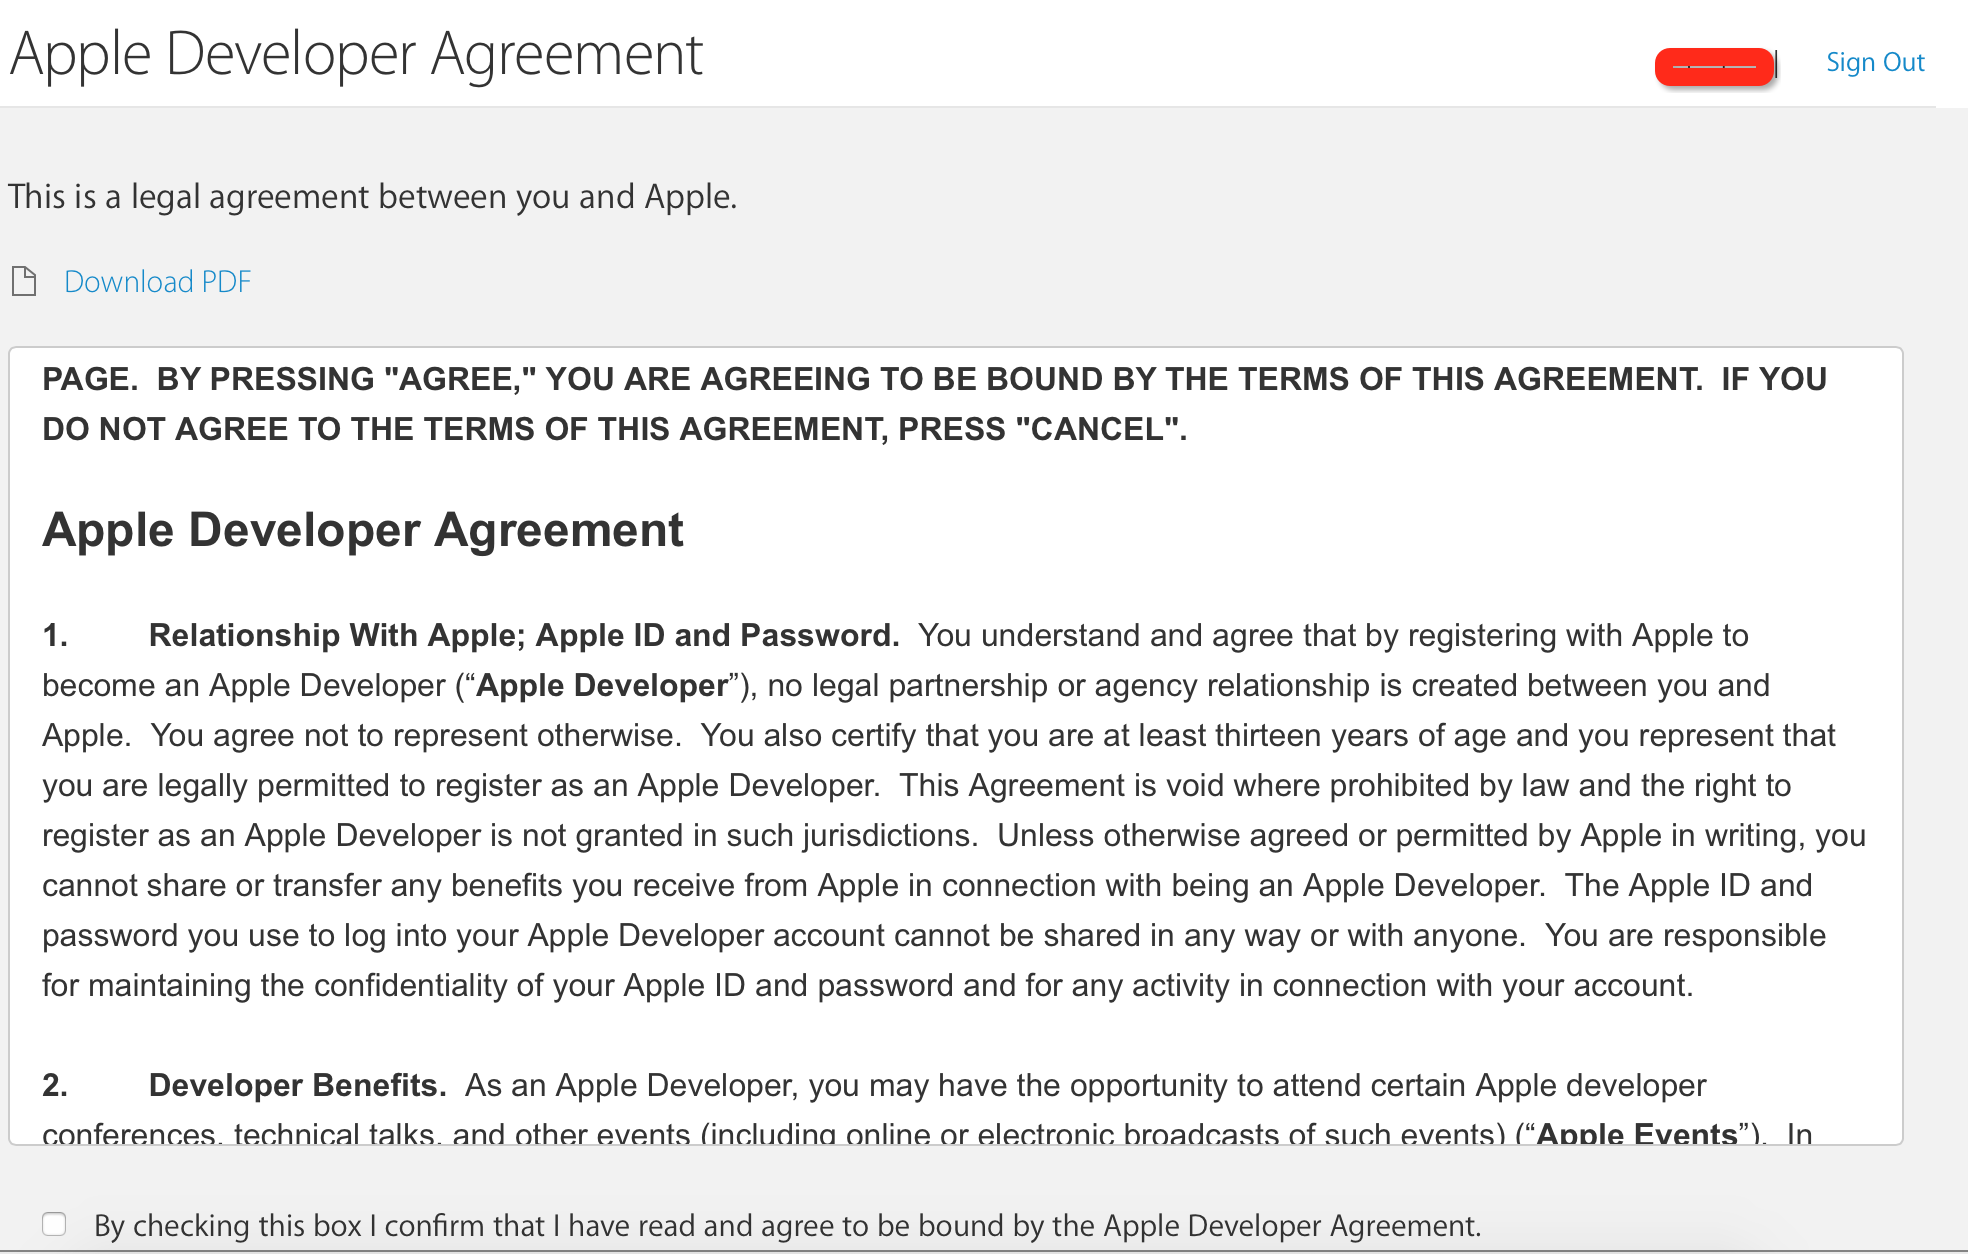 Apple Developer Agreement
Sign Out
This is a legal agreement between you and Apple.
Download PDF
PAGE.  BY PRESSING "AGREE," YOU ARE AGREEING TO BE BOUND BY THE TERMS OF THIS AGREEMENT.  IF YOU
DO NOT AGREE TO THE TERMS OF THIS AGREEMENT, PRESS "CANCEL".
Apple Developer Agreement
1. Relationship With Apple; Apple ID and Password.  You understand and agree that by registering with Apple to
become an Apple Developer (“Apple Developer”), no legal partnership or agency relationship is created between you and
Apple.  You agree not to represent otherwise.  You also certify that you are at least thirteen years of age and you represent that
you are legally permitted to register as an Apple Developer.  This Agreement is void where prohibited by law and the right to
register as an Apple Developer is not granted in such jurisdictions.  Unless otherwise agreed or permitted by Apple in writing, you
cannot share or transfer any benefits you receive from Apple in connection with being an Apple Developer.  The Apple ID and
password you use to log into your Apple Developer account cannot be shared in any way or with anyone.  You are responsible
for maintaining the confidentiality of your Apple ID and password and for any activity in connection with your account.
2. Developer Benefits.  As an Apple Developer, you may have the opportunity to attend certain Apple developer
conferences, technical talks, and other events (including online or electronic broadcasts of such events) (“Apple Events”).  In
By checking this box I confirm that I have read and agree to be bound by the Apple Developer Agreement.